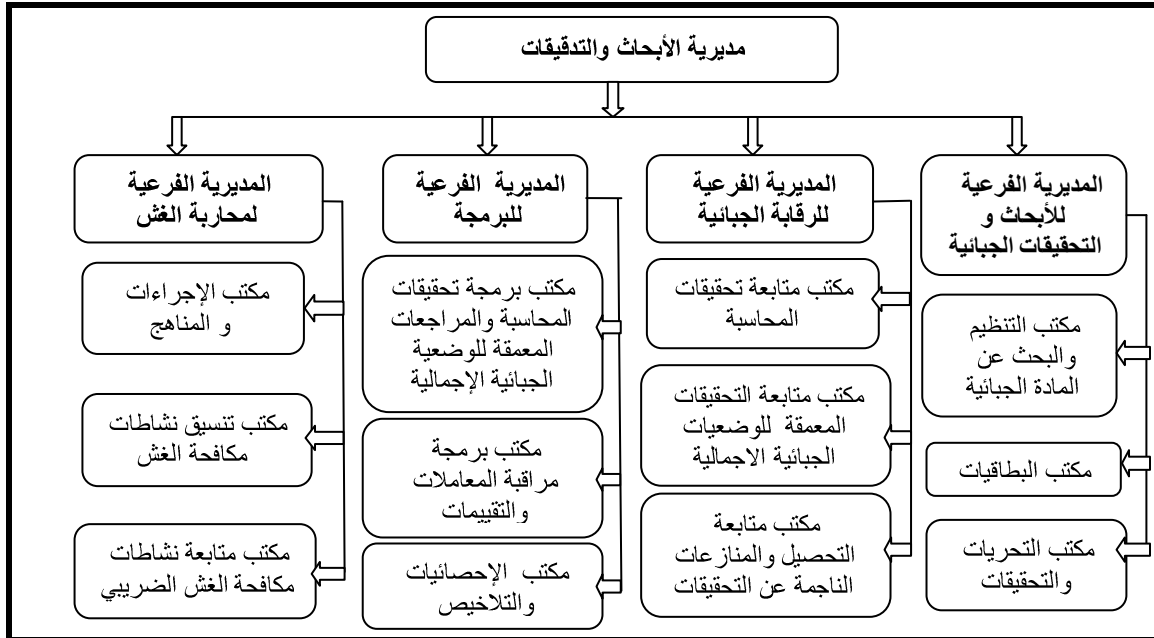 مديرية الأبحاث والتدقيقات
المديرية الفرعية
للأبحاث و
التحقيقات الجبائية
مكتب التنظيم
والبحث عن
المادة الجبائية
مكتب البطاقيات
مكتب التحريات
والتحقيقات
المديرية الفرعية
للرقابة الجبائية
مكتب متابعة تحقيقات
المحاسبة
مكتب متابعة التحقيقات
المعمقة للوضعيات
الجبائية الاجمالية
مكتب متابعة
التحصيل والمنازعات
الناجمة عن التحقيقات
المديرية الفرعية
للبرمجة
مكتب برمجة تحقيقات
المحاسبة والمراجعات
المعمقة للوضعية
الجبائية الإجمالية
مكتب برمجة
مراقبة المعاملات
والتقييمات
مكتب الإحصائيات
والتلاخيص
المديرية الفرعية
لمحاربة الغش
مكتب الإجراءات
و المناهج
مكتب تنسيق نشاطات
مكافحة الغش
مكتب متابعة نشاطات
مكافحة الغش الضريبي